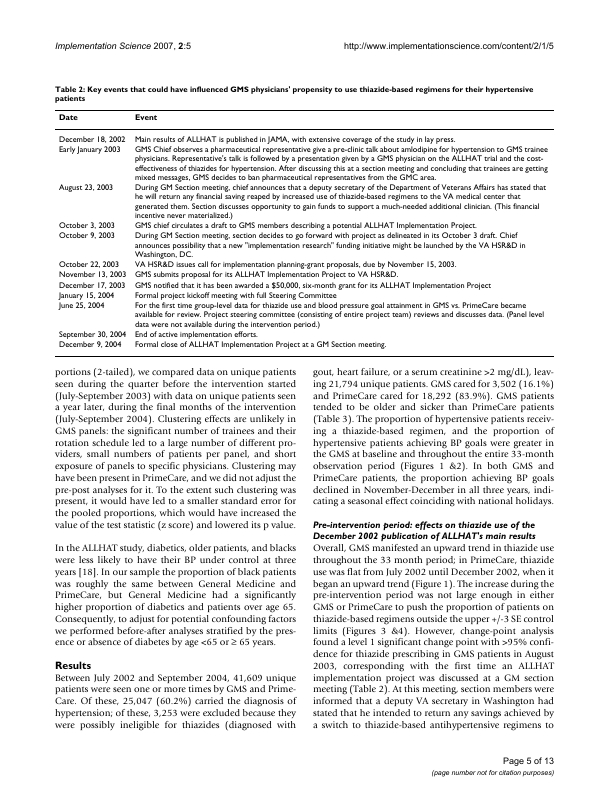 Implementation Science 2007, 2:5
http://www.implementationscience.com/content/2/1/5
Table 2: Key events that could have influenced GMS physicians' propensity to use thiazide-based regimens for their hypertensive
patients
Date Event
December 18, 2002 Main results of ALLHAT is published in JAMA, with extensive coverage of the study in lay press.
Early January 2003 GMS Chief observes a pharmaceutical representative give a pre-clinic talk about amlodipine for hypertension to GMS trainee
physicians. Representative's talk is followed by a presentation given by a GMS physician on the ALLHAT trial and the cost-
effectiveness of thiazides for hypertension. After discussing this at a section meeting and concluding that trainees are getting
mixed messages, GMS decides to ban pharmaceutical representatives from the GMC area.
August 23, 2003 During GM Section meeting, chief announces that a deputy secretary of the Department of Veterans Affairs has stated that
he will return any financial saving reaped by increased use of thiazide-based regimens to the VA medical center that
generated them. Section discusses opportunity to gain funds to support a much-needed additional clinician. (This financial
incentive never materialized.)
October 3, 2003 GMS chief circulates a draft to GMS members describing a potential ALLHAT Implementation Project.
October 9, 2003 During GM Section meeting, section decides to go forward with project as delineated in its October 3 draft. Chief
announces possibility that a new "implementation research" funding initiative might be launched by the VA HSR&D in
Washington, DC.
October 22, 2003 VA HSR&D issues call for implementation planning-grant proposals, due by November 15, 2003.
November 13, 2003 GMS submits proposal for its ALLHAT Implementation Project to VA HSR&D.
December 17, 2003 GMS notified that it has been awarded a $50,000, six-month grant for its ALLHAT Implementation Project
January 15, 2004 Formal project kickoff meeting with full Steering Committee
June 25, 2004 For the first time group-level data for thiazide use and blood pressure goal attainment in GMS vs. PrimeCare became
available for review. Project steering committee (consisting of entire project team) reviews and discusses data. (Panel level
data were not available during the intervention period.)
September 30, 2004 End of active implementation efforts.
December 9, 2004 Formal close of ALLHAT Implementation Project at a GM Section meeting.
portions (2-tailed), we compared data on unique patients
seen during the quarter before the intervention started
(July-September 2003) with data on unique patients seen
a year later, during the final months of the intervention
(July-September 2004). Clustering effects are unlikely in
GMS panels: the significant number of trainees and their
rotation schedule led to a large number of different pro-
viders, small numbers of patients per panel, and short
exposure of panels to specific physicians. Clustering may
have been present in PrimeCare, and we did not adjust the
pre-post analyses for it. To the extent such clustering was
present, it would have led to a smaller standard error for
the pooled proportions, which would have increased the
value of the test statistic (z score) and lowered its p value.
In the ALLHAT study, diabetics, older patients, and blacks
were less likely to have their BP under control at three
years [18]. In our sample the proportion of black patients
was roughly the same between General Medicine and
PrimeCare, but General Medicine had a significantly
higher proportion of diabetics and patients over age 65.
Consequently, to adjust for potential confounding factors
we performed before-after analyses stratified by the pres-
ence or absence of diabetes by age <65 or ≥ 65 years.
Results
Between July 2002 and September 2004, 41,609 unique
patients were seen one or more times by GMS and Prime-
Care. Of these, 25,047 (60.2%) carried the diagnosis of
hypertension; of these, 3,253 were excluded because they
were possibly ineligible for thiazides (diagnosed with
gout, heart failure, or a serum creatinine >2 mg/dL), leav-
ing 21,794 unique patients. GMS cared for 3,502 (16.1%)
and PrimeCare cared for 18,292 (83.9%). GMS patients
tended to be older and sicker than PrimeCare patients
(Table 3). The proportion of hypertensive patients receiv-
ing a thiazide-based regimen, and the proportion of
hypertensive patients achieving BP goals were greater in
the GMS at baseline and throughout the entire 33-month
observation period (Figures 1 &2). In both GMS and
PrimeCare patients, the proportion achieving BP goals
declined in November-December in all three years, indi-
cating a seasonal effect coinciding with national holidays.
Pre-intervention period: effects on thiazide use of the
December 2002 publication of ALLHAT's main results
Overall, GMS manifested an upward trend in thiazide use
throughout the 33 month period; in PrimeCare, thiazide
use was flat from July 2002 until December 2002, when it
began an upward trend (Figure 1). The increase during the
pre-intervention period was not large enough in either
GMS or PrimeCare to push the proportion of patients on
thiazide-based regimens outside the upper +/-3 SE control
limits (Figures 3 &4). However, change-point analysis
found a level 1 significant change point with >95% confi-
dence for thiazide prescribing in GMS patients in August
2003, corresponding with the first time an ALLHAT
implementation project was discussed at a GM section
meeting (Table 2). At this meeting, section members were
informed that a deputy VA secretary in Washington had
stated that he intended to return any savings achieved by
a switch to thiazide-based antihypertensive regimens to
Page 5 of 13
(page number not for citation purposes)